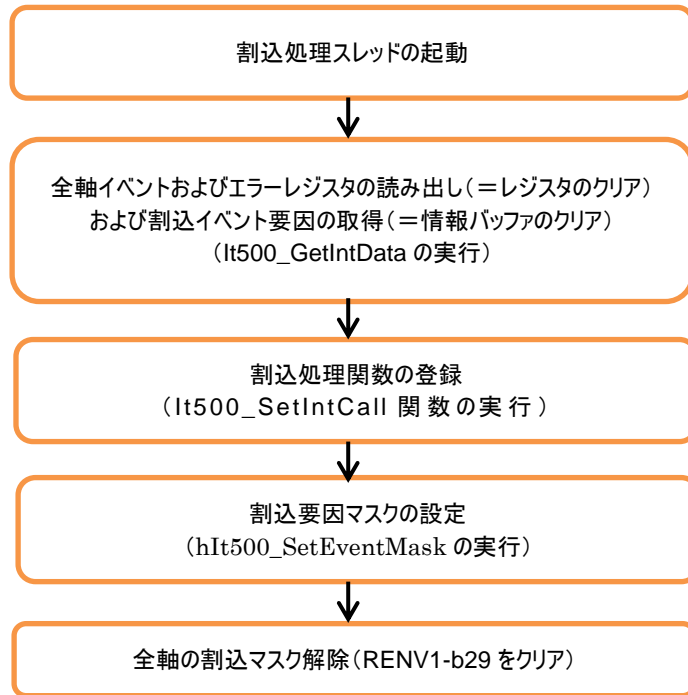 割込処理スレッドの起動
全軸イベントおよびエラーレジスタの読み出し(＝レジスタのクリア)
および割込イベント要因の取得(＝情報バッファのクリア)
(It500_GetIntData の実行)
割込処理関数の登録
(It500_SetIntCall 関数の実行)
割込要因マスクの設定
(hIt500_SetEventMask の実行)
全軸の割込マスク解除(RENV1-b29 をクリア)